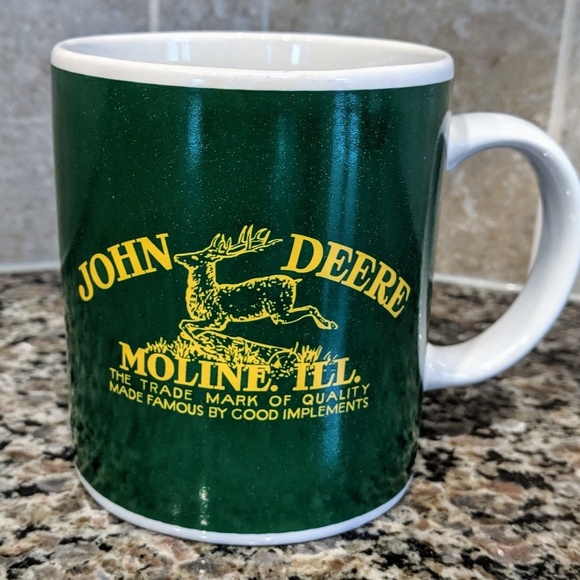 JOHN DEERE
MOLINE. ILL.
THE TRADE MARK OF QUALITY
MADE FAMOUS BY GOOD IMPLEMENTS